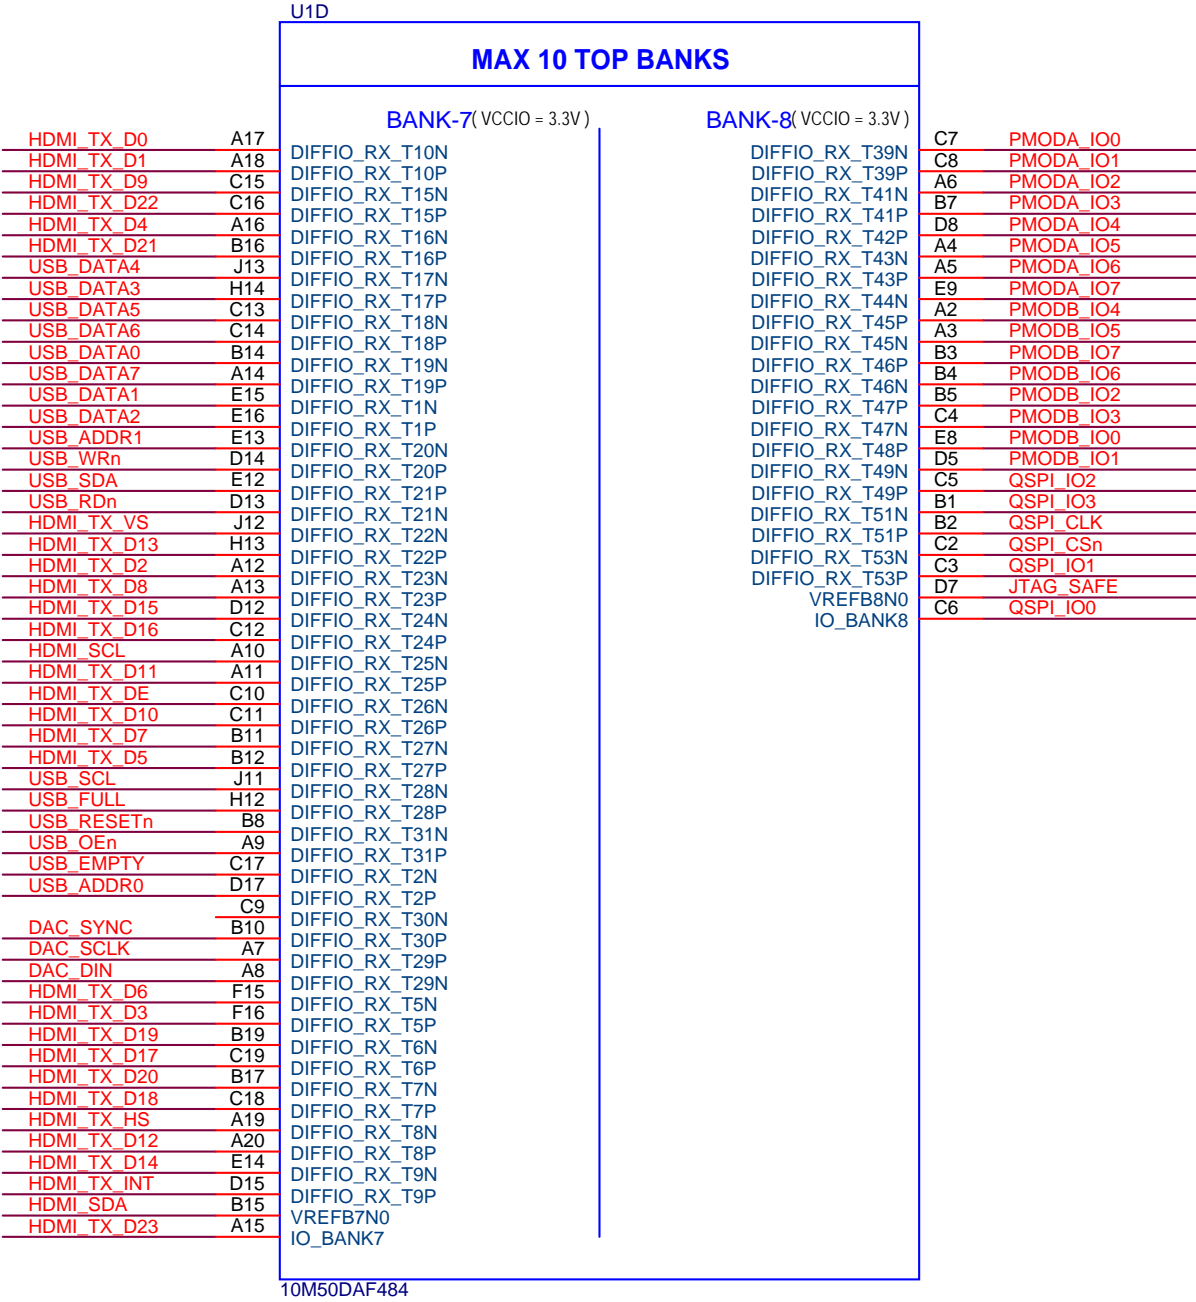 U1D
MAX 10 TOP BANKS
BANK-7( VCCIO = 3.3V )
BANK-8( VCCIO = 3.3V )
HDMI_TX_D0 A17 DIFFIO_RX_T10N
HDMI_TX_D1 A18 DIFFIO_RX_T10P
HDMI_TX_D9 C15 DIFFIO_RX_T15N
HDMI_TX_D22 C16 DIFFIO_RX_T15P
HDMI_TX_D4 A16 DIFFIO_RX_T16N
HDMI_TX_D21 B16 DIFFIO_RX_T16P
USB_DATA4 J13 DIFFIO_RX_T17N
USB_DATA3 H14 DIFFIO_RX_T17P
USB_DATA5 C13 DIFFIO_RX_T18N
USB_DATA6 C14 DIFFIO_RX_T18P
USB_DATA0 B14 DIFFIO_RX_T19N
USB_DATA7 A14 DIFFIO_RX_T19P
USB_DATA1 E15 DIFFIO_RX_T1N
USB_DATA2 E16 DIFFIO_RX_T1P
USB_ADDR1 E13 DIFFIO_RX_T20N
USB_WRn D14 DIFFIO_RX_T20P
USB_SDA E12 DIFFIO_RX_T21P
USB_RDn D13 DIFFIO_RX_T21N
HDMI_TX_VS J12 DIFFIO_RX_T22N
HDMI_TX_D13 H13 DIFFIO_RX_T22P
HDMI_TX_D2 A12 DIFFIO_RX_T23N
HDMI_TX_D8 A13 DIFFIO_RX_T23P
HDMI_TX_D15 D12 DIFFIO_RX_T24N
HDMI_TX_D16 C12 DIFFIO_RX_T24P
HDMI_SCL A10 DIFFIO_RX_T25N
HDMI_TX_D11 A11 DIFFIO_RX_T25P
HDMI_TX_DE C10 DIFFIO_RX_T26N
HDMI_TX_D10 C11 DIFFIO_RX_T26P
HDMI_TX_D7 B11 DIFFIO_RX_T27N
HDMI_TX_D5 B12 DIFFIO_RX_T27P
USB_SCL J11 DIFFIO_RX_T28N
USB_FULL H12 DIFFIO_RX_T28P
USB_RESETn B8 DIFFIO_RX_T31N
USB_OEn A9 DIFFIO_RX_T31P
USB_EMPTY C17 DIFFIO_RX_T2N
USB_ADDR0 D17 DIFFIO_RX_T2P
C9 DIFFIO_RX_T30N
DAC_SYNC B10 DIFFIO_RX_T30P
DAC_SCLK A7 DIFFIO_RX_T29P
DAC_DIN A8 DIFFIO_RX_T29N
HDMI_TX_D6 F15 DIFFIO_RX_T5N
HDMI_TX_D3 F16 DIFFIO_RX_T5P
HDMI_TX_D19 B19 DIFFIO_RX_T6N
HDMI_TX_D17 C19 DIFFIO_RX_T6P
HDMI_TX_D20 B17 DIFFIO_RX_T7N
HDMI_TX_D18 C18 DIFFIO_RX_T7P
HDMI_TX_HS A19 DIFFIO_RX_T8N
HDMI_TX_D12 A20 DIFFIO_RX_T8P
HDMI_TX_D14 E14 DIFFIO_RX_T9N
HDMI_TX_INT D15 DIFFIO_RX_T9P
HDMI_SDA B15 VREFB7N0
HDMI_TX_D23 A15 IO_BANK7
DIFFIO_RX_T39N C7 PMODA_IO0
DIFFIO_RX_T39P C8 PMODA_IO1
DIFFIO_RX_T41N A6 PMODA_IO2
DIFFIO_RX_T41P B7 PMODA_IO3
DIFFIO_RX_T42P D8 PMODA_IO4
DIFFIO_RX_T43N A4 PMODA_IO5
DIFFIO_RX_T43P A5 PMODA_IO6
DIFFIO_RX_T44N E9 PMODA_IO7
DIFFIO_RX_T45P A2 PMODB_IO4
DIFFIO_RX_T45N A3 PMODB_IO5
DIFFIO_RX_T46P B3 PMODB_IO7
DIFFIO_RX_T46N B4 PMODB_IO6
DIFFIO_RX_T47P B5 PMODB_IO2
DIFFIO_RX_T47N C4 PMODB_IO3
DIFFIO_RX_T48P E8 PMODB_IO0
DIFFIO_RX_T49N D5 PMODB_IO1
DIFFIO_RX_T49P C5 QSPI_IO2
DIFFIO_RX_T51N B1 QSPI_IO3
DIFFIO_RX_T51P B2 QSPI_CLK
DIFFIO_RX_T53N C2 QSPI_CSn
DIFFIO_RX_T53P C3 QSPI_IO1
VREFB8N0 D7 JTAG_SAFE
IO_BANK8 C6 QSPI_IO0
10M50DAF484